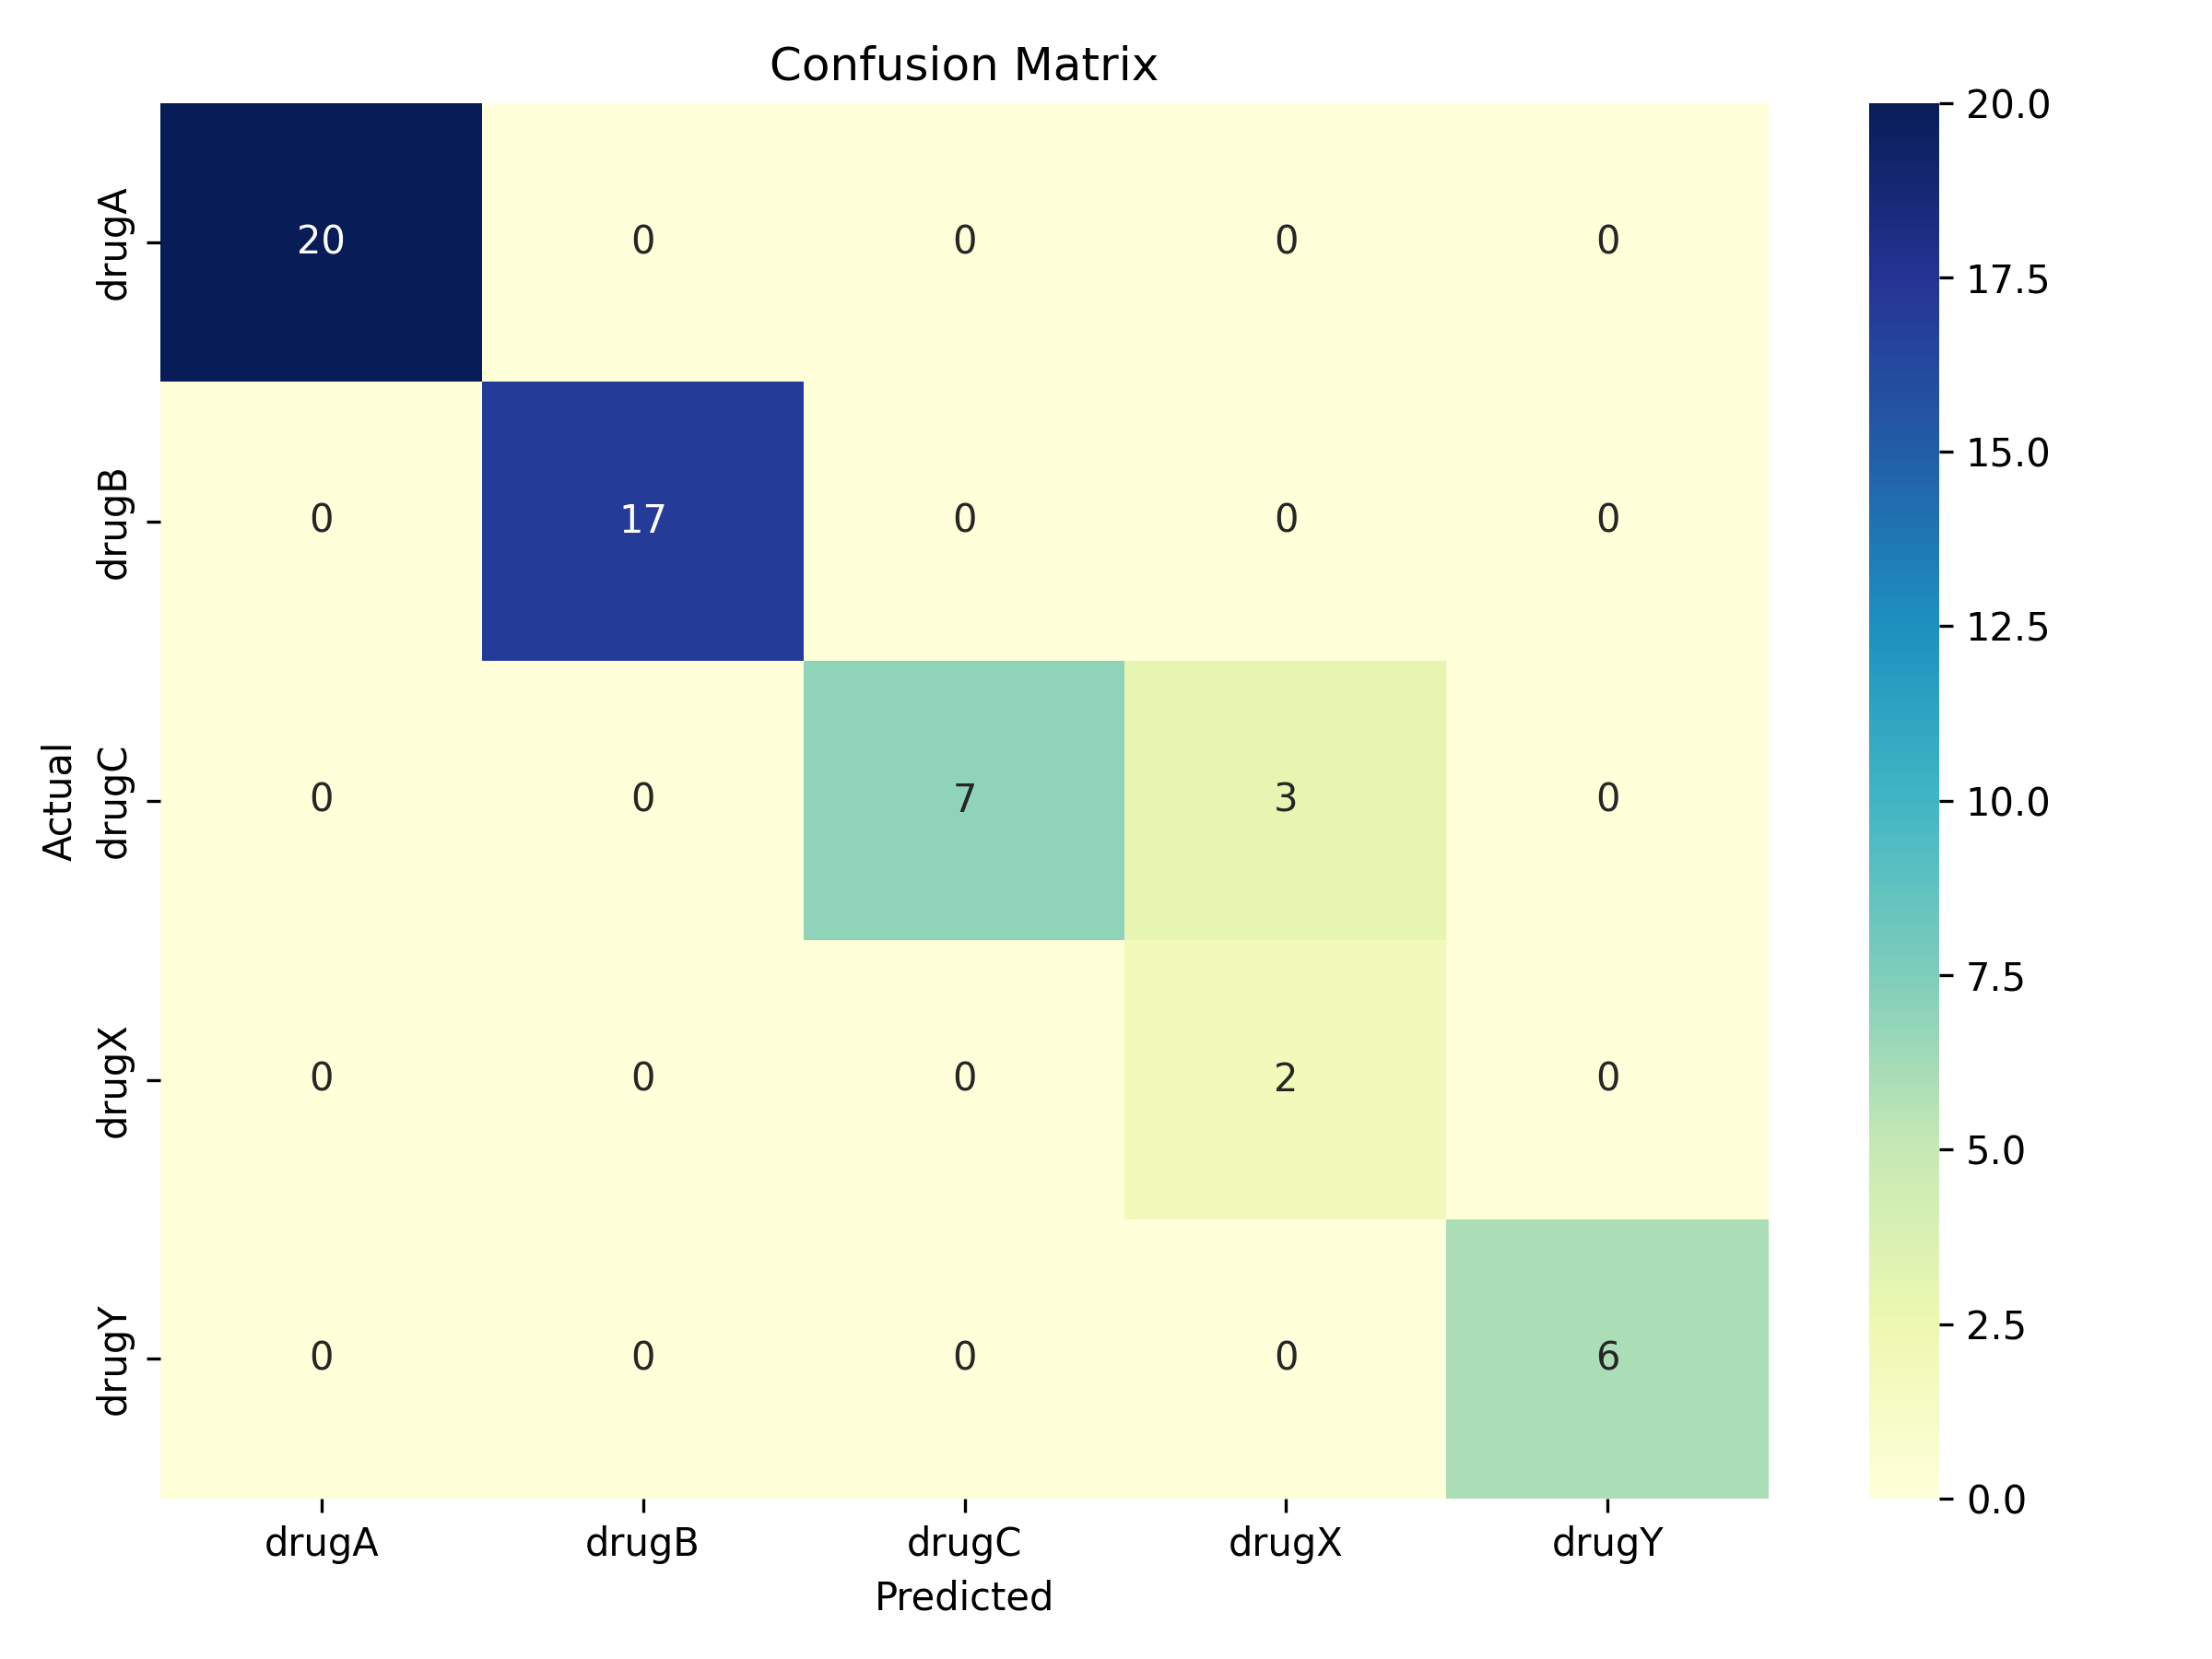 Confusion Matrix
Actual
drugA
20 0 0 0 0
drugB
0 17 0 0 0
drugC
0 0 7 3 0
drugX
0 0 0 2 0
drugY
0 0 0 0 6
drugA drugB drugC drugX drugY
Predicted
20.0
17.5
15.0
12.5
10.0
7.5
5.0
2.5
0.0